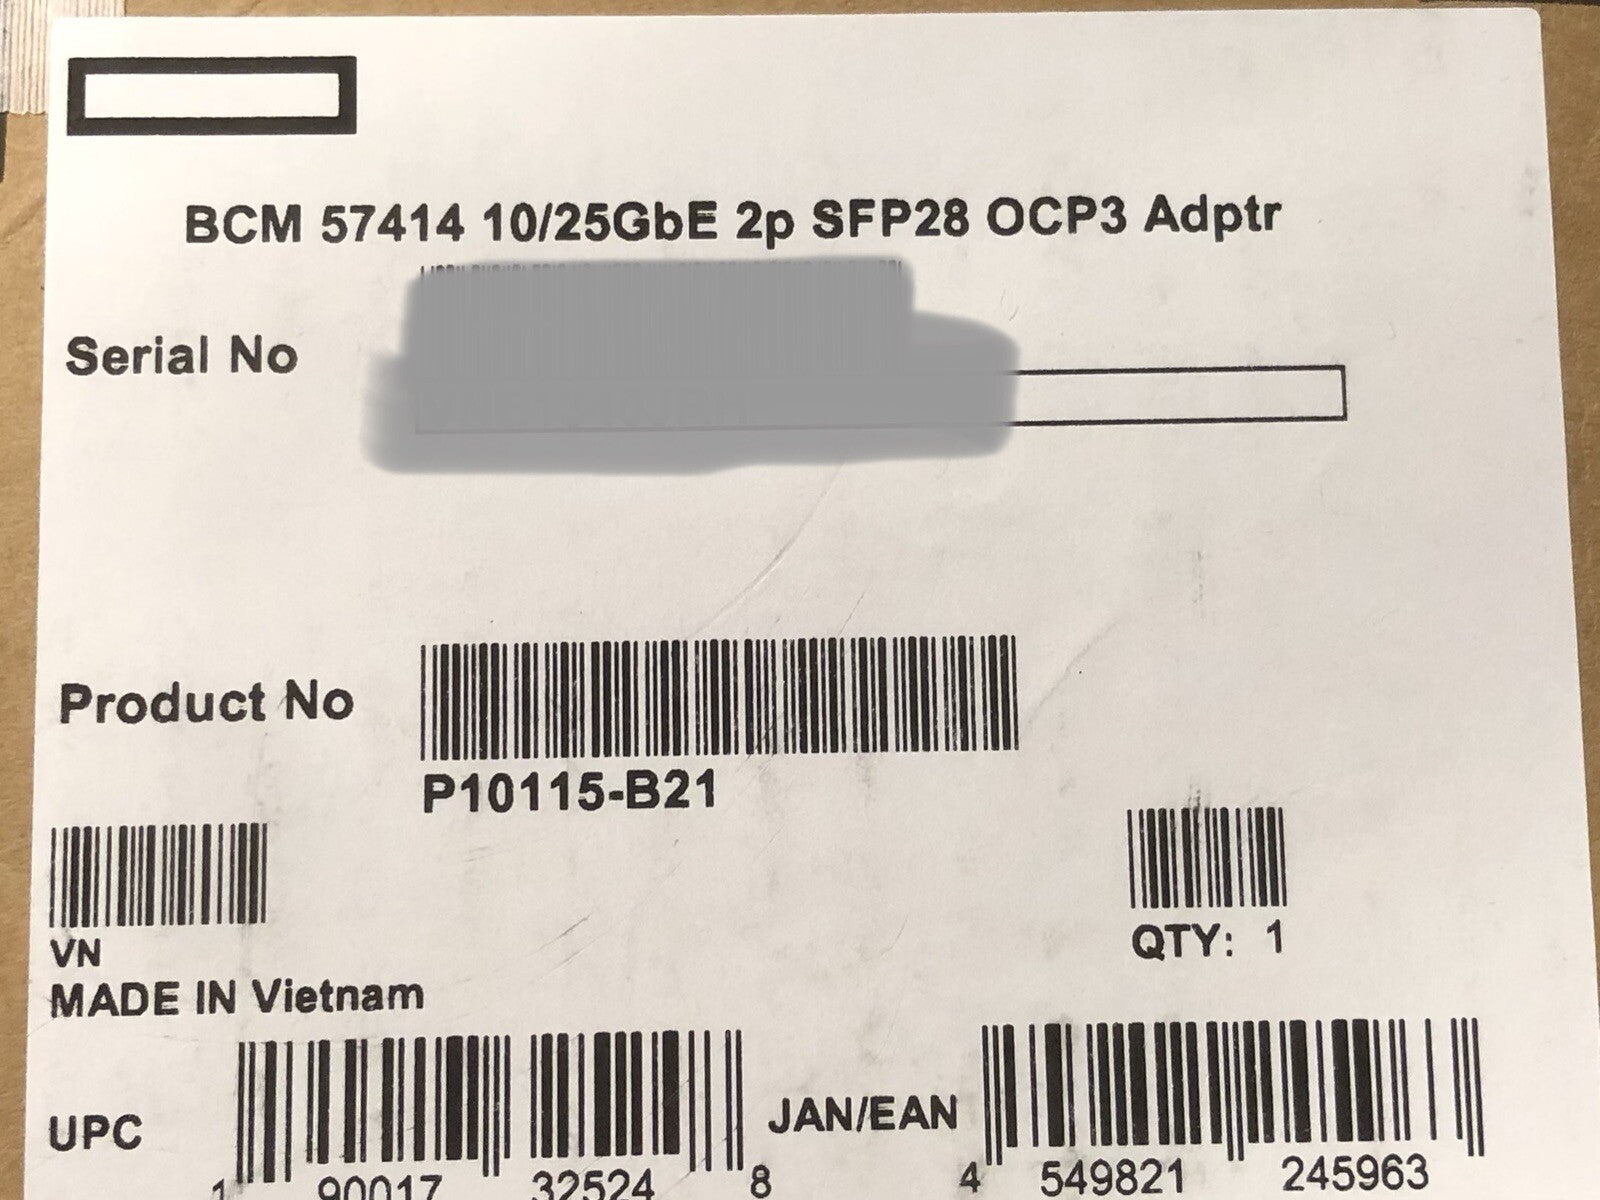 BCM 57414 10/25GbE 2p SFP28 OCP3 Adptr
Serial No
Product No
P10115-B21
VN
QTY: 1
MADE IN Vietnam
UPC
1 90017 32524 8
JAN/EAN
4 549821 245963